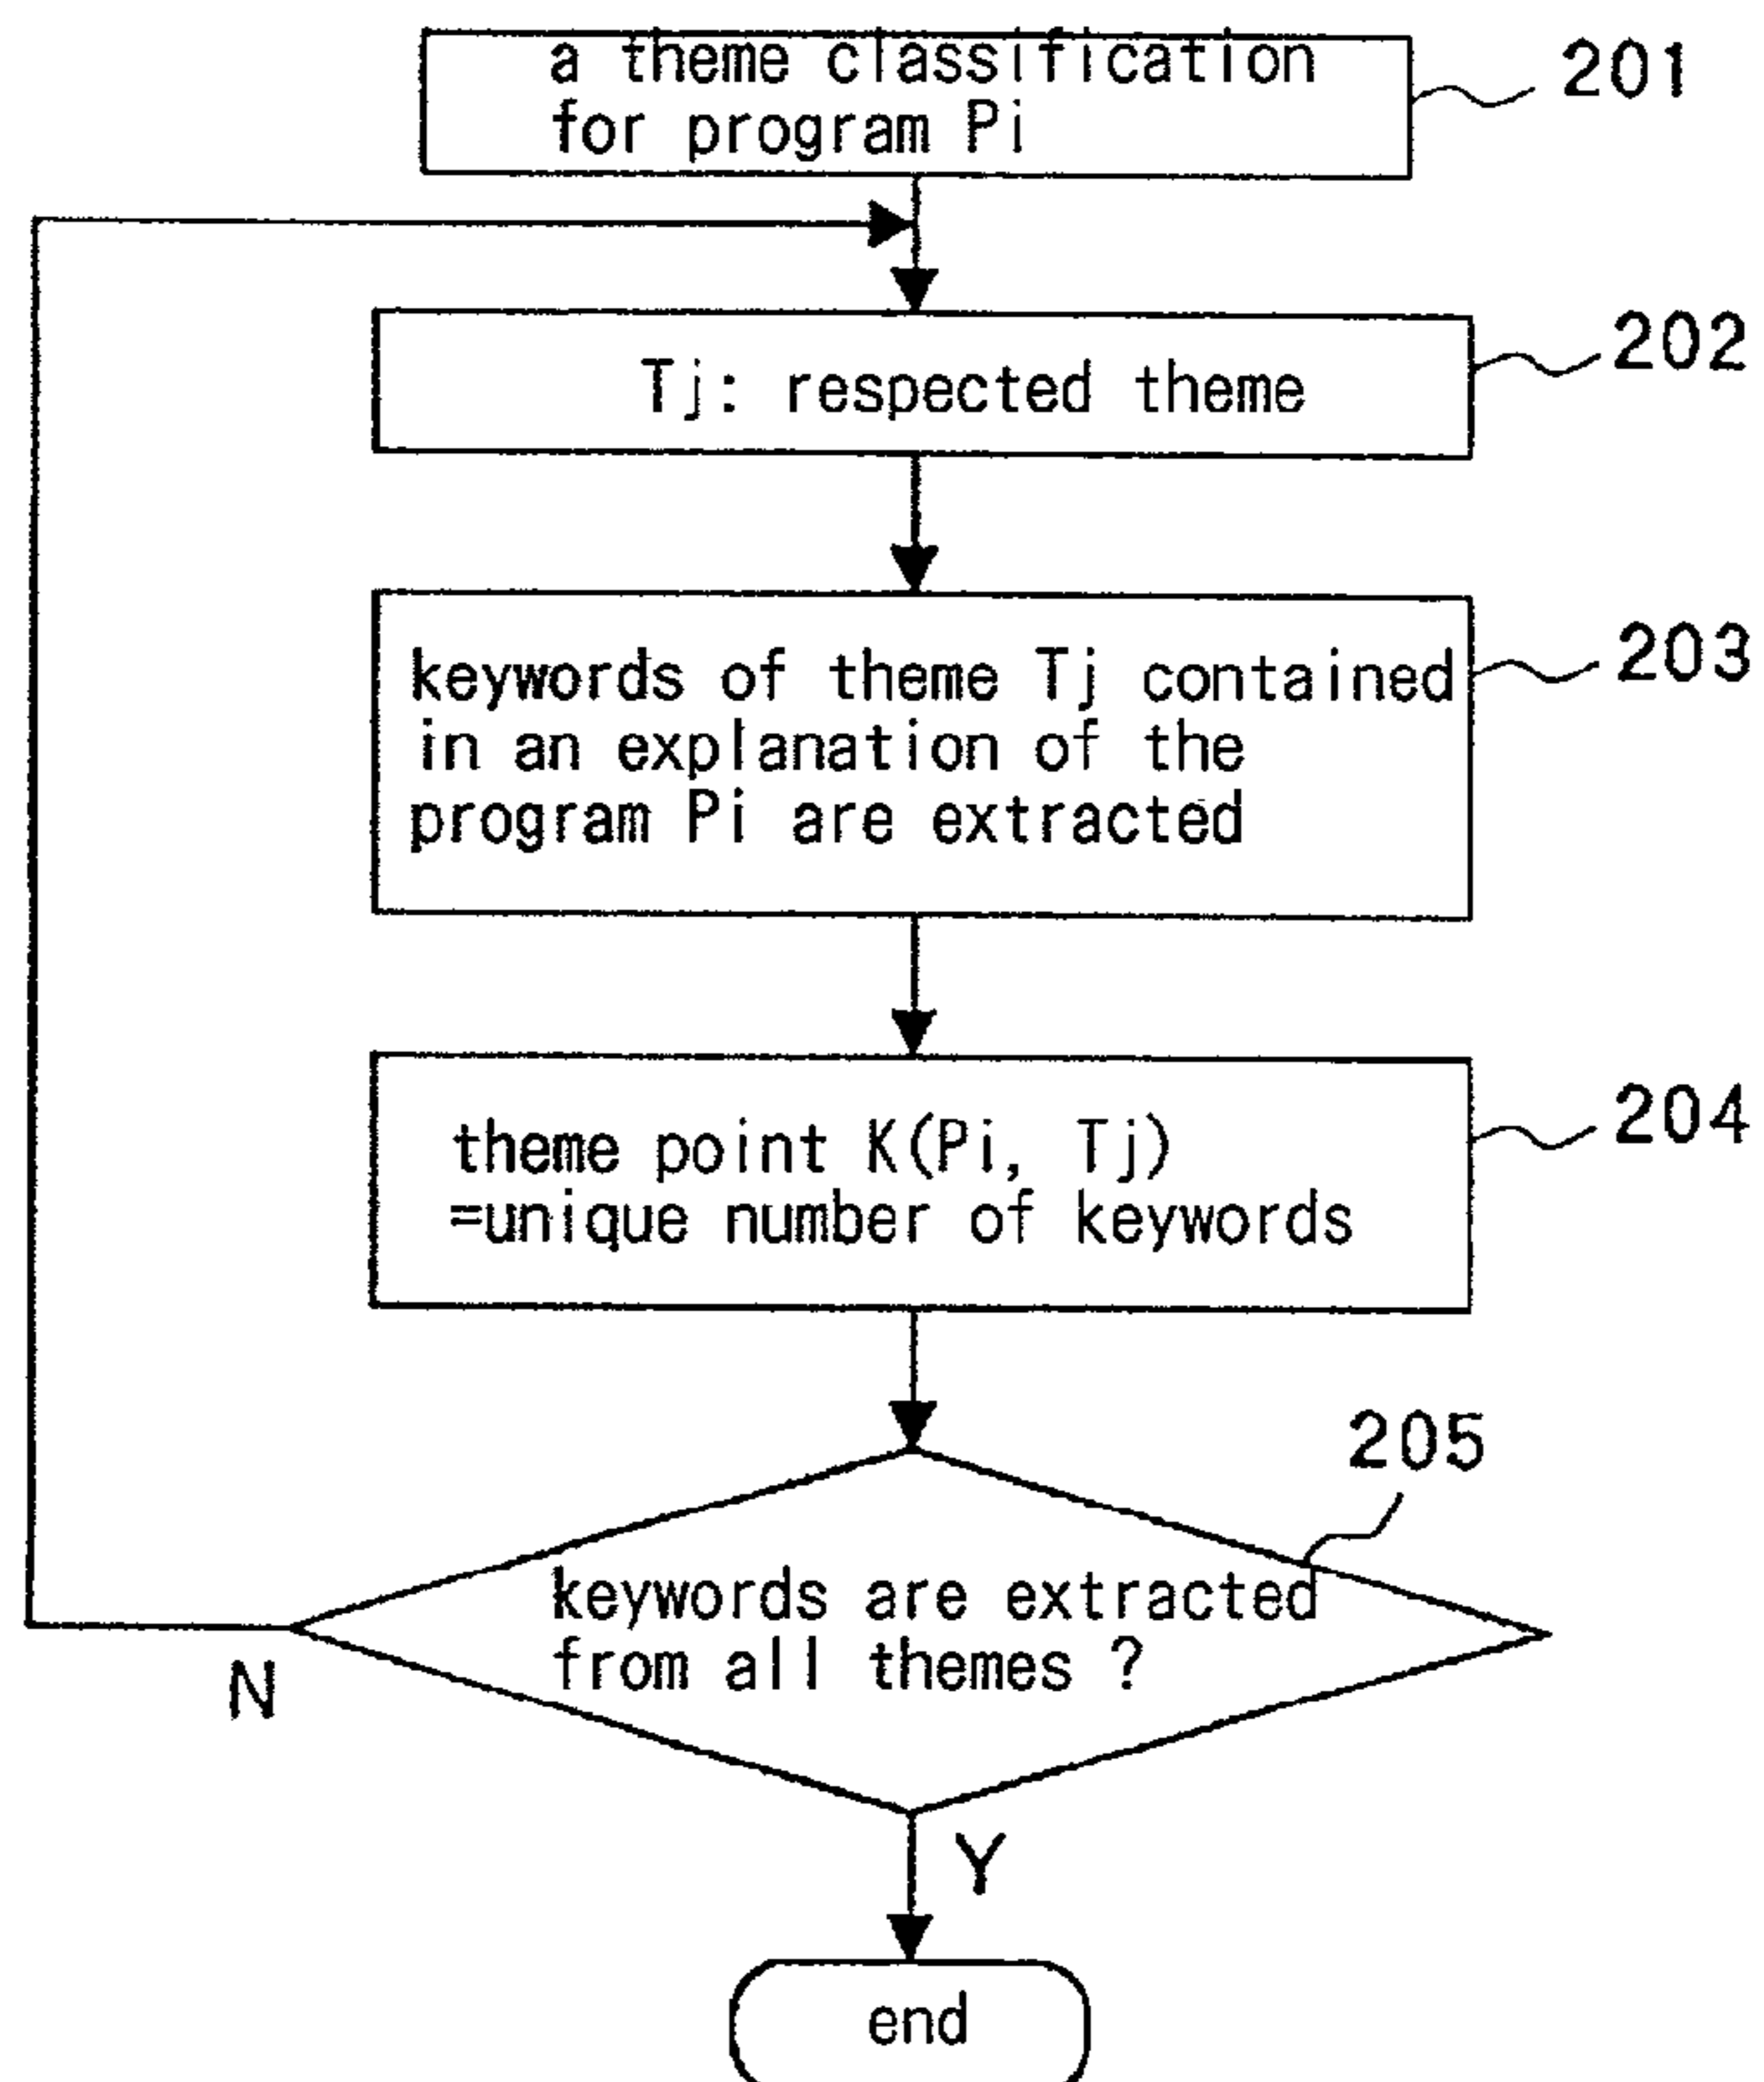 a theme classification
for program Pi
201
Tj: respected theme
202
keywords of theme Tj contained
in an explanation of the
program Pi are extracted
203
theme point K(Pi, Tj)
=unique number of keywords
204
205
keywords are extracted
from all themes ?
N
Y
end